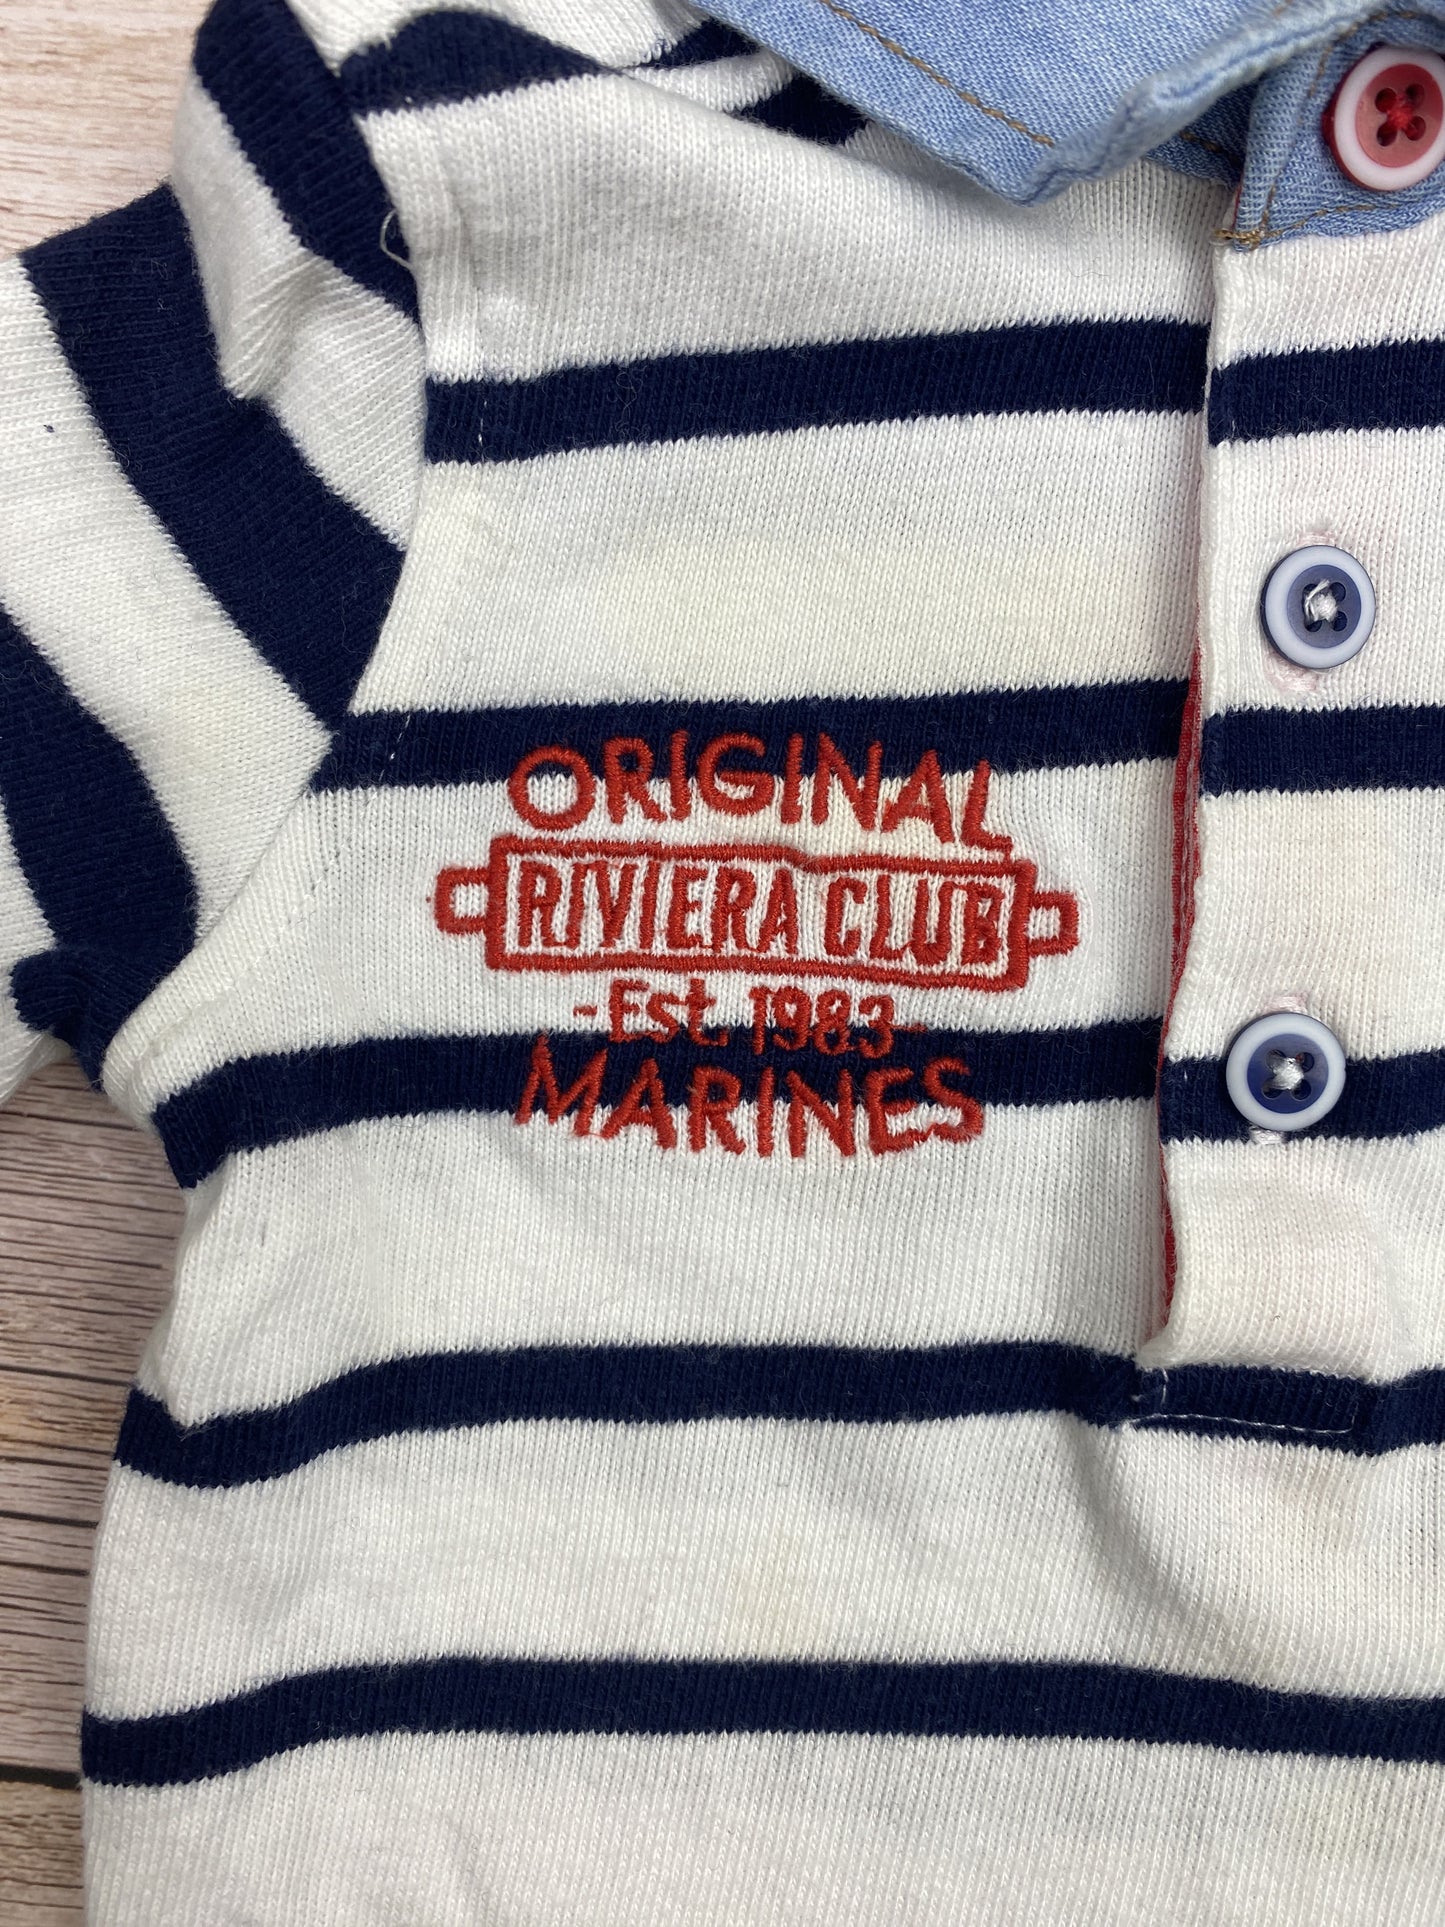 ORIGINAL
RIVIERA CLUB
-Est. 1983-
MARINES